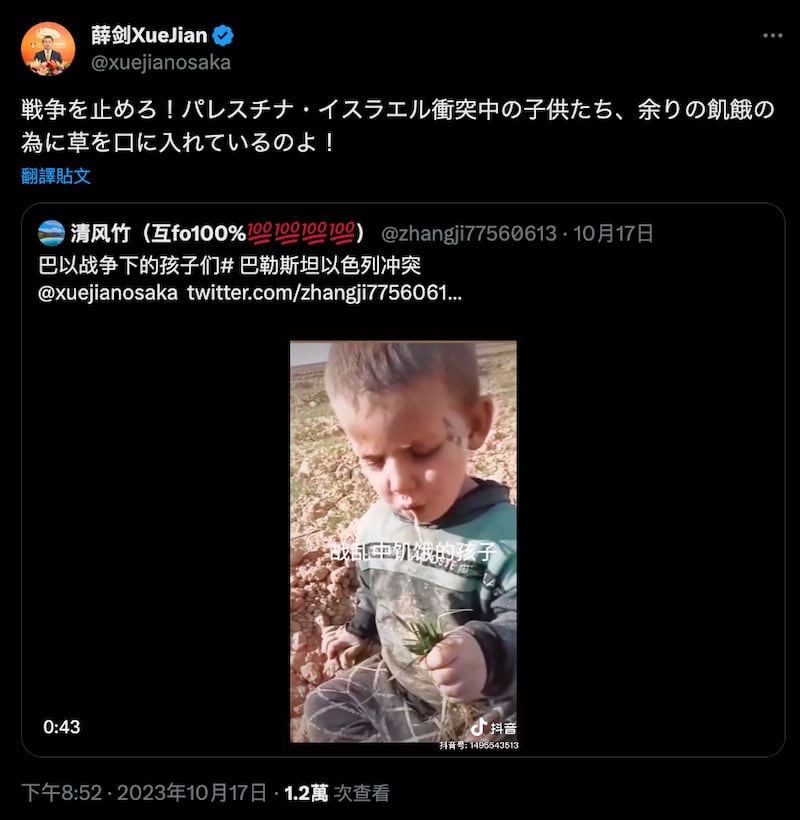 薛剑XueJian
@xuejianosaka
戦争を止めろ！パレスチナ・イスラエル衝突中の子供たち、余りの飢餓の
為に草を口に入れているのよ！
翻譯貼文
清风竹（互fo100%💯💯💯💯） @zhangji77560613 · 10月17日
巴以战争下的孩子们# 巴勒斯坦以色列冲突
@xuejianosaka twitter.com/zhangji7756061...
战乱中饥饿的孩子
0:43
抖音
抖音号: 1495543513
下午8:52 · 2023年10月17日 · 1.2萬 次查看